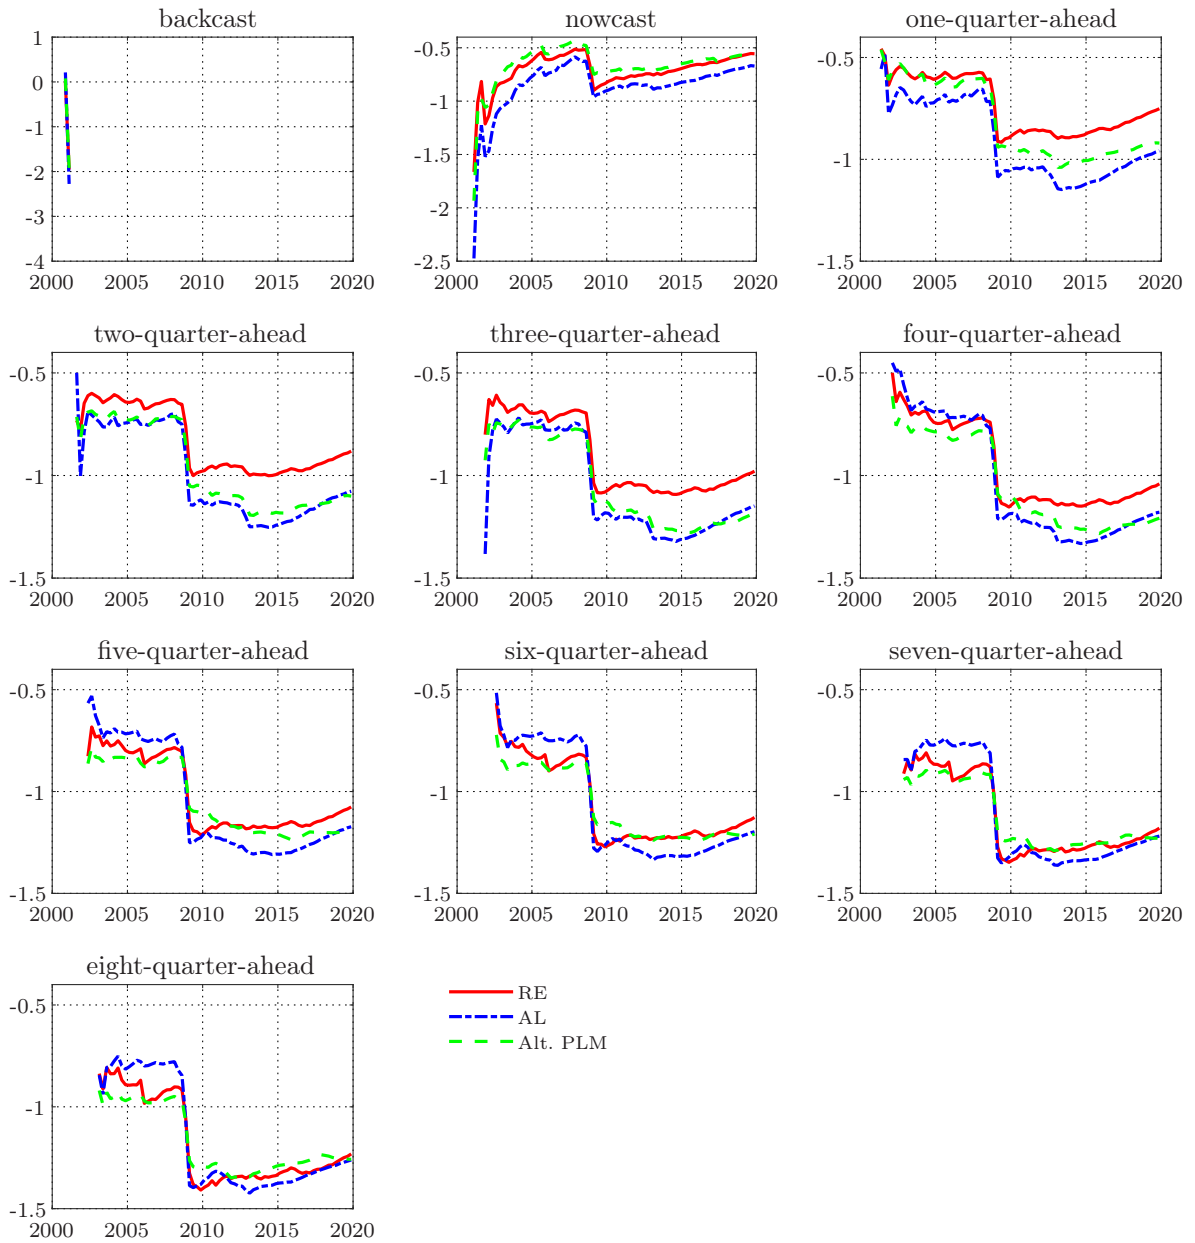 backcast
nowcast
one-quarter-ahead
1
0
-1
-2
-3
-4
2000 2005 2010 2015 2020
-0.5
-1
-1.5
-2
-2.5
2000 2005 2010 2015 2020
-0.5
-1
-1.5
2000 2005 2010 2015 2020
two-quarter-ahead
three-quarter-ahead
four-quarter-ahead
-0.5
-1
-1.5
2000 2005 2010 2015 2020
-0.5
-1
-1.5
2000 2005 2010 2015 2020
-0.5
-1
-1.5
2000 2005 2010 2015 2020
five-quarter-ahead
six-quarter-ahead
seven-quarter-ahead
-0.5
-1
-1.5
2000 2005 2010 2015 2020
-0.5
-1
-1.5
2000 2005 2010 2015 2020
-0.5
-1
-1.5
2000 2005 2010 2015 2020
eight-quarter-ahead
-0.5
-1
-1.5
2000 2005 2010 2015 2020
RE
AL
Alt. PLM